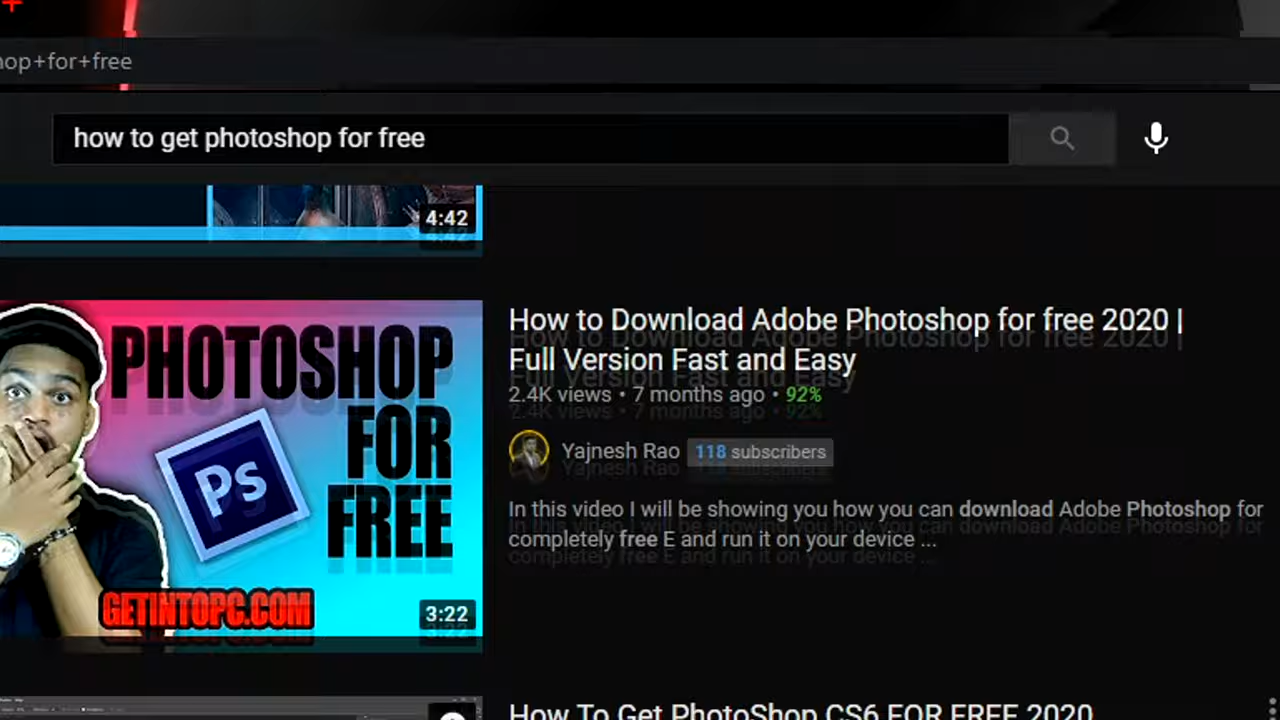 hop+for+free
how to get photoshop for free
4:42
PHOTOSHOP
FOR
FREE
Ps
GETINTOPC.COM
3:22
How to Download Adobe Photoshop for free 2020 |
Full Version Fast and Easy
2.4K views • 7 months ago • 92%
Yajnesh Rao 118 subscribers
In this video I will be showing you how you can download Adobe Photoshop for
completely free E and run it on your device ...
How To Get PhotoShop CS6 FOR FREE 2020